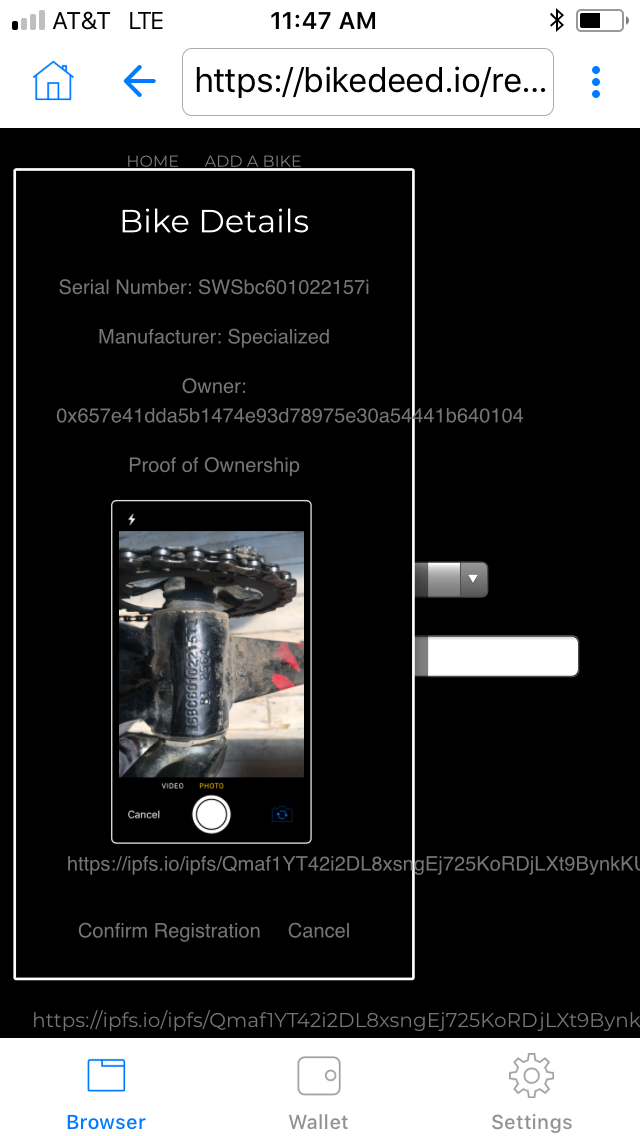 AT&T LTE 11:47 AM
https://bikedeed.io/re...
HOME ADD A BIKE
Bike Details
Serial Number: SWSbc601022157i
Manufacturer: Specialized
Owner:
0x657e41dda5b1474e93d78975e30a54441b640104
Proof of Ownership
VIDEO PHOTO
Cancel
https://ipfs.io/ipfs/Qmaf1YT42i2DL8xsngEj725KoRDjLXt9BynkKU
Confirm Registration Cancel
https://ipfs.io/ipfs/Qmaf1YT42i2DL8xsngEj725KoRDjLXt9Bynk
Browser Wallet Settings